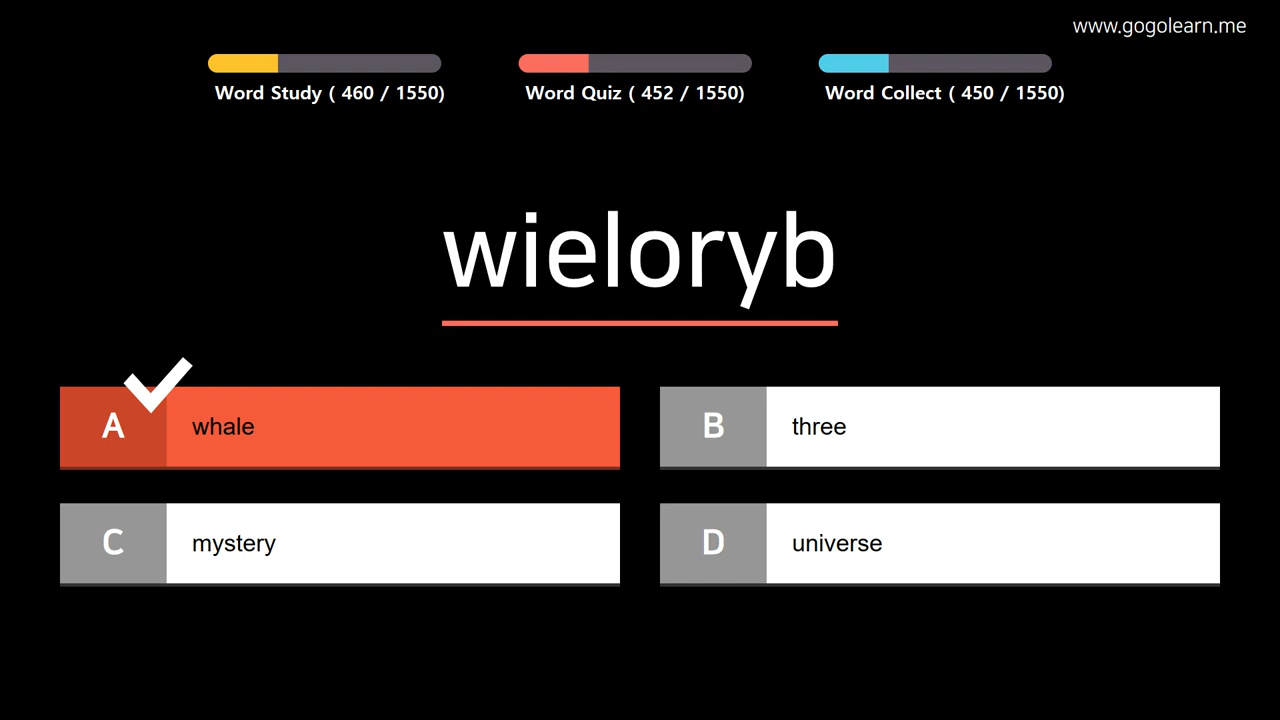 www.gogolearn.me
Word Study ( 460 / 1550)
Word Quiz ( 452 / 1550)
Word Collect ( 450 / 1550)
wieloryb
A whale
B three
C mystery
D universe